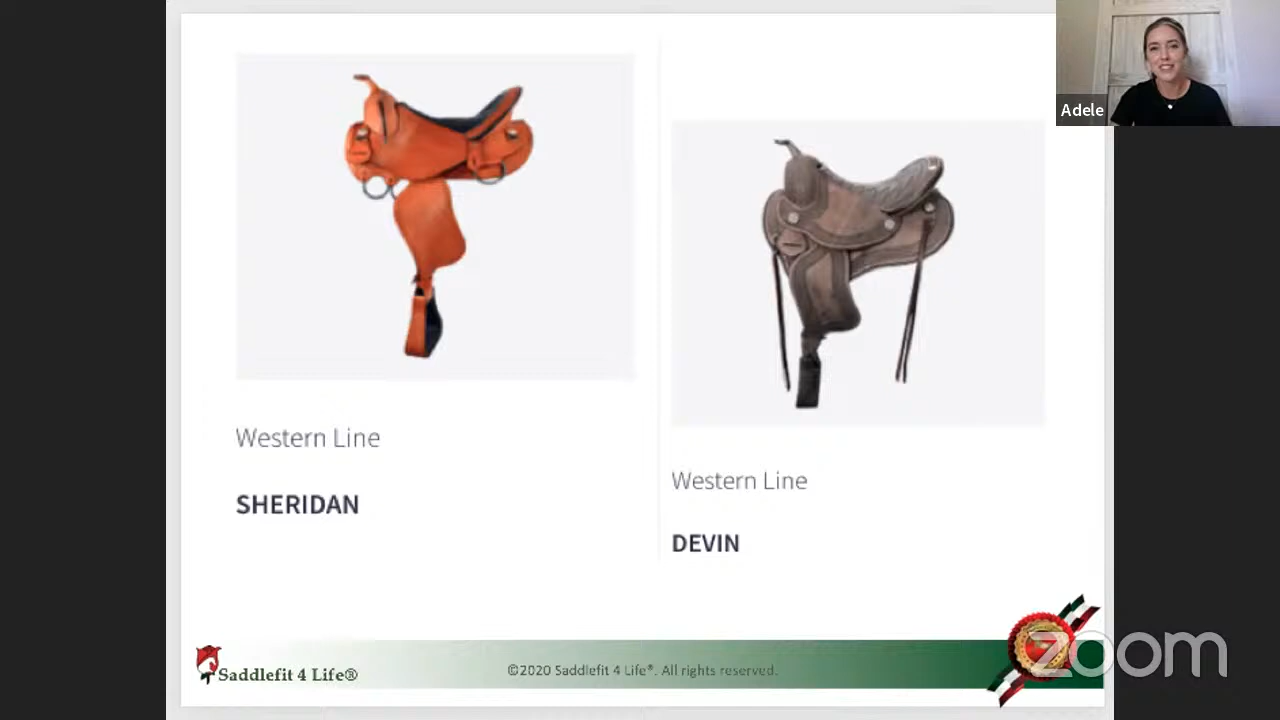 Adele
Western Line
SHERIDAN
Western Line
DEVIN
Saddlefit 4 Life®
©2020 Saddlefit 4 Life®. All rights reserved.
zoom